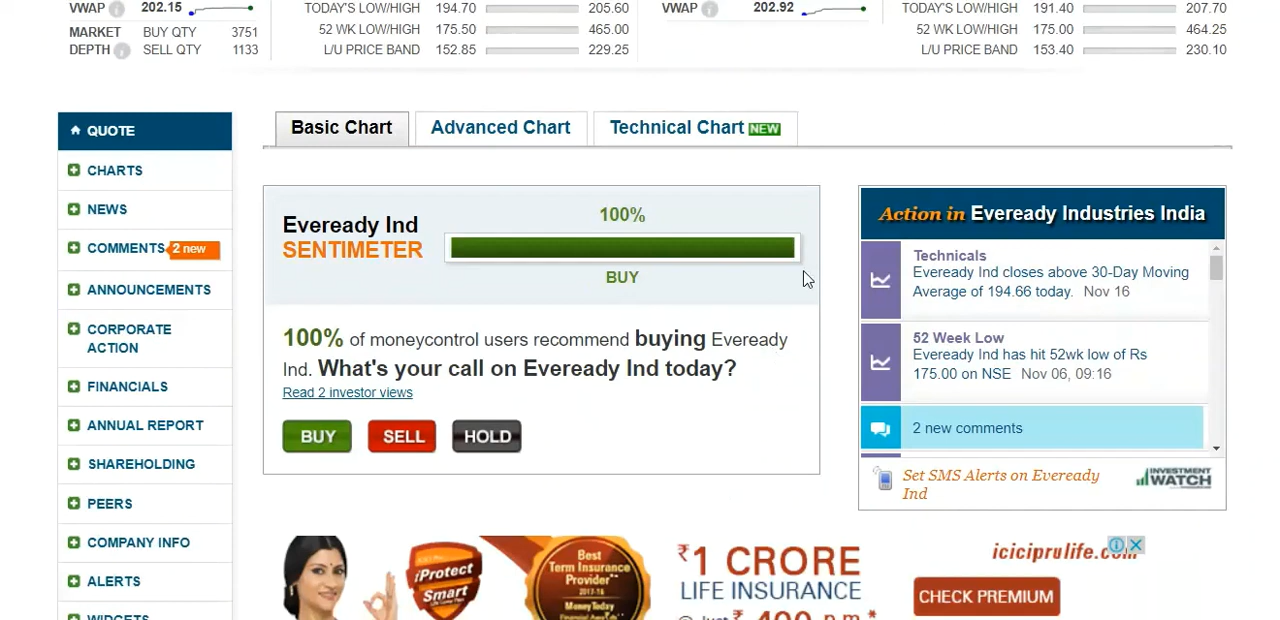 VWAP 202.15
TODAY'S LOW/HIGH 194.70 205.60
VWAP 202.92
TODAY'S LOW/HIGH 191.40 207.70
MARKET DEPTH BUY QTY 3751
SELL QTY 1133
52 WK LOW/HIGH 175.50 465.00
L/U PRICE BAND 152.85 229.25
52 WK LOW/HIGH 175.00 464.25
L/U PRICE BAND 153.40 230.10
QUOTE
CHARTS
NEWS
COMMENTS 2 new
ANNOUNCEMENTS
CORPORATE
ACTION
FINANCIALS
ANNUAL REPORT
SHAREHOLDING
PEERS
COMPANY INFO
ALERTS
WIDGETS
Basic Chart Advanced Chart Technical Chart NEW
Eveready Ind
SENTIMETER
100%
BUY
100% of moneycontrol users recommend buying Eveready
Ind. What's your call on Eveready Ind today?
Read 2 investor views
BUY SELL HOLD
Action in Eveready Industries India
Technicals
Eveready Ind closes above 30-Day Moving
Average of 194.66 today. Nov 16
52 Week Low
Eveready Ind has hit 52wk low of Rs
175.00 on NSE Nov 06, 09:16
2 new comments
Set SMS Alerts on Eveready
Ind
INVESTMENT
WATCH
iProtect
Smart
Best
Term Insurance
Provider**
2017-18
Money Today
₹1 CRORE
LIFE INSURANCE
iciciprulife.com
CHECK PREMIUM